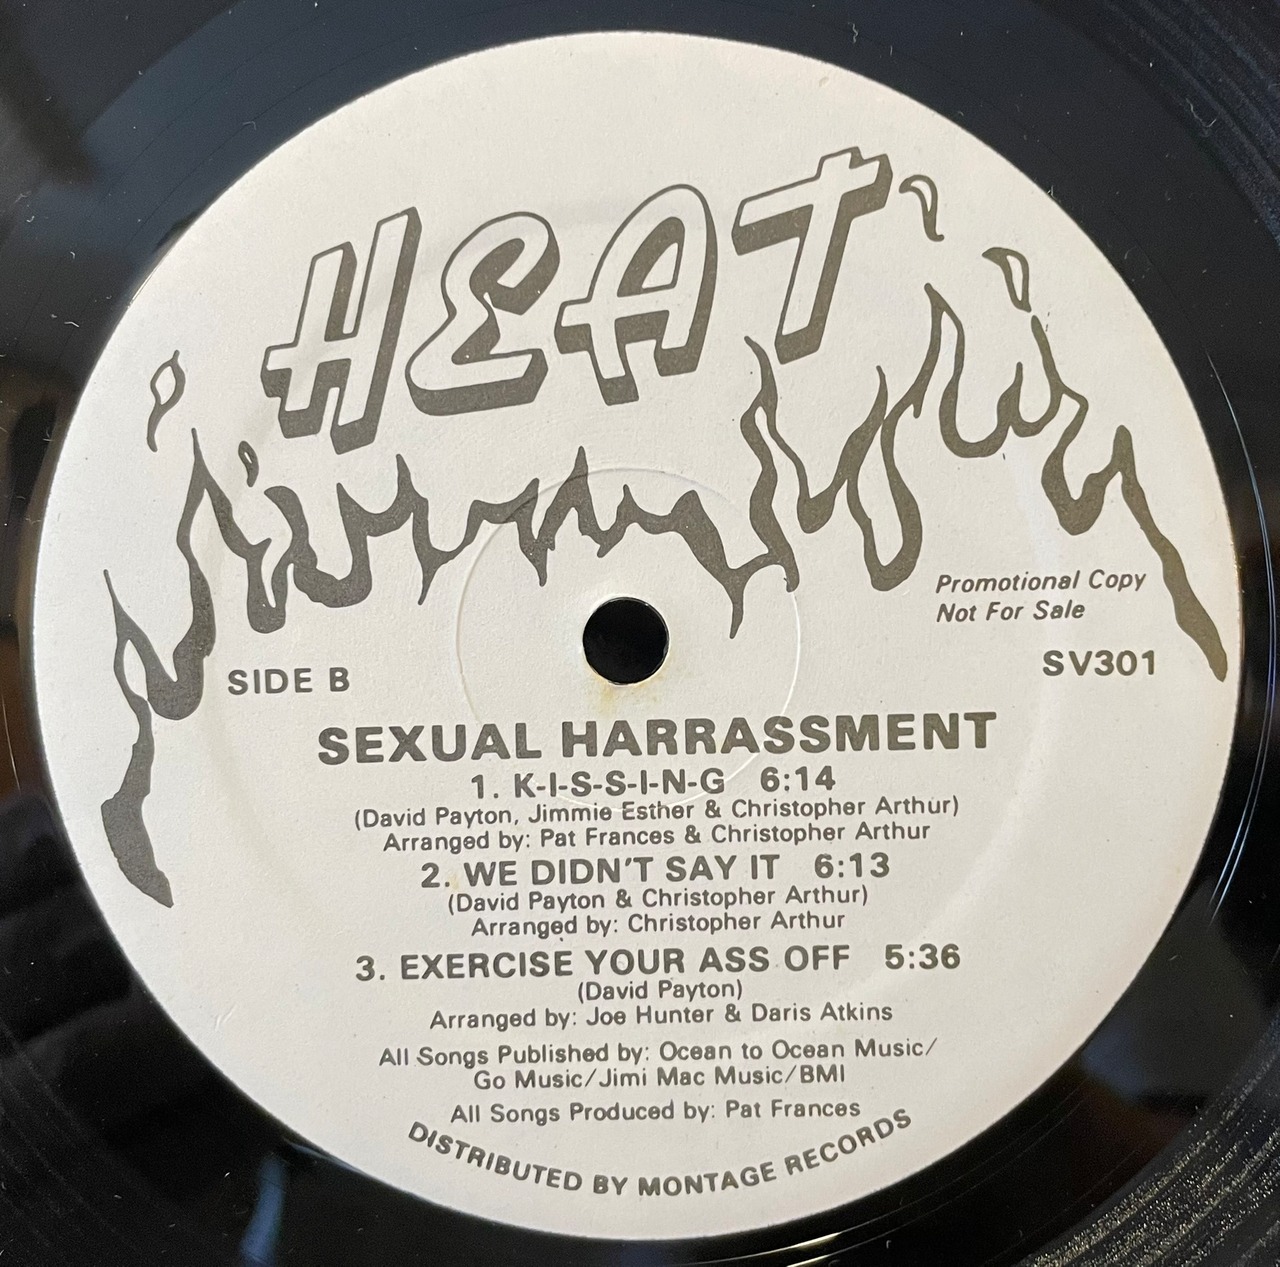 HEAT
Promotional Copy
Not For Sale
SIDE B
SV301
SEXUAL HARRASSMENT
1. K-I-S-S-I-N-G 6:14
(David Payton, Jimmie Esther & Christopher Arthur)
Arranged by: Pat Frances & Christopher Arthur
2. WE DIDN'T SAY IT 6:13
(David Payton & Christopher Arthur)
Arranged by: Christopher Arthur
3. EXERCISE YOUR ASS OFF 5:36
(David Payton)
Arranged by: Joe Hunter & Daris Atkins
All Songs Published by: Ocean to Ocean Music/
Go Music/Jimi Mac Music/BMI
All Songs Produced by: Pat Frances
DISTRIBUTED BY MONTAGE RECORDS